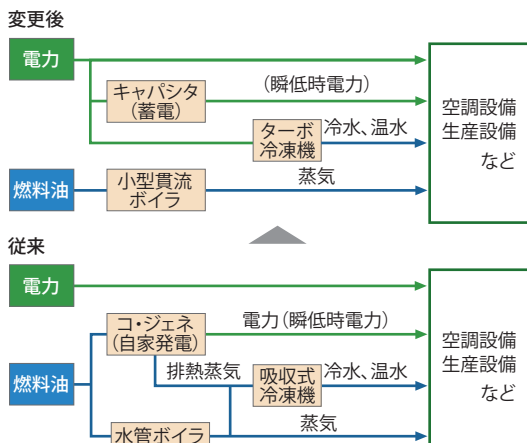 変更後
電力
キャパシタ
(蓄電)
(瞬低時電力)
ターボ
冷凍機
冷水、温水
空調設備
生産設備
など
燃料油
小型貫流
ボイラ
蒸気
従来
電力
コ・ジェネ
(自家発電)
電力(瞬低時電力)
燃料油
排熱蒸気
吸収式
冷凍機
冷水、温水
空調設備
生産設備
など
水管ボイラ
蒸気